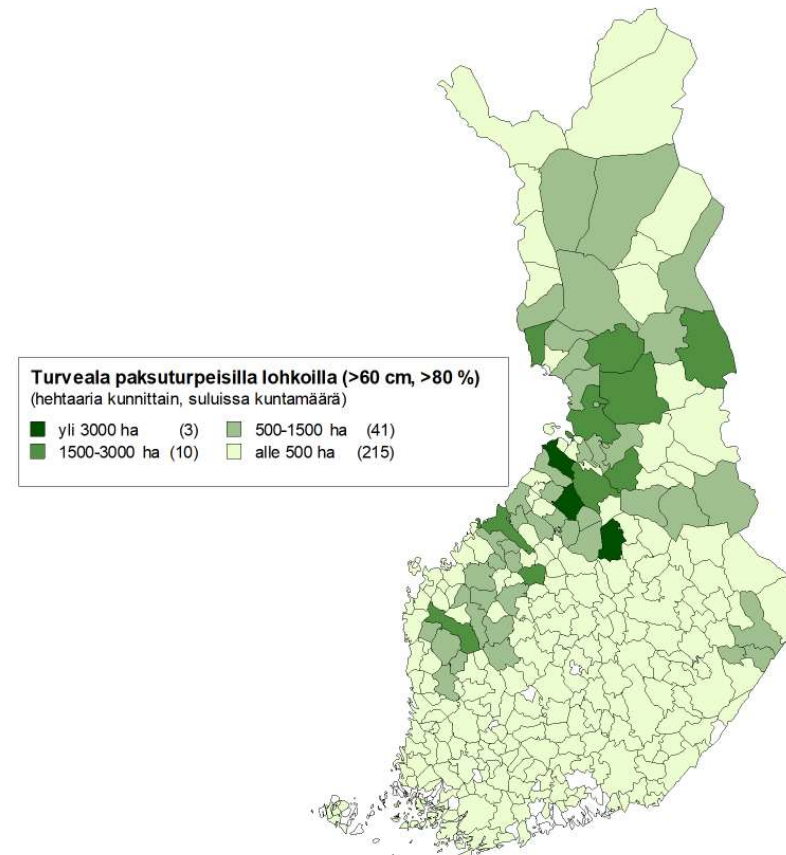 Turveala paksuturpeisilla lohkoilla (>60 cm, >80 %)
(hehtaaria kunnittain, suluissa kuntamäärä)
yli 3000 ha (3) 500-1500 ha (41)
1500-3000 ha (10) alle 500 ha (215)